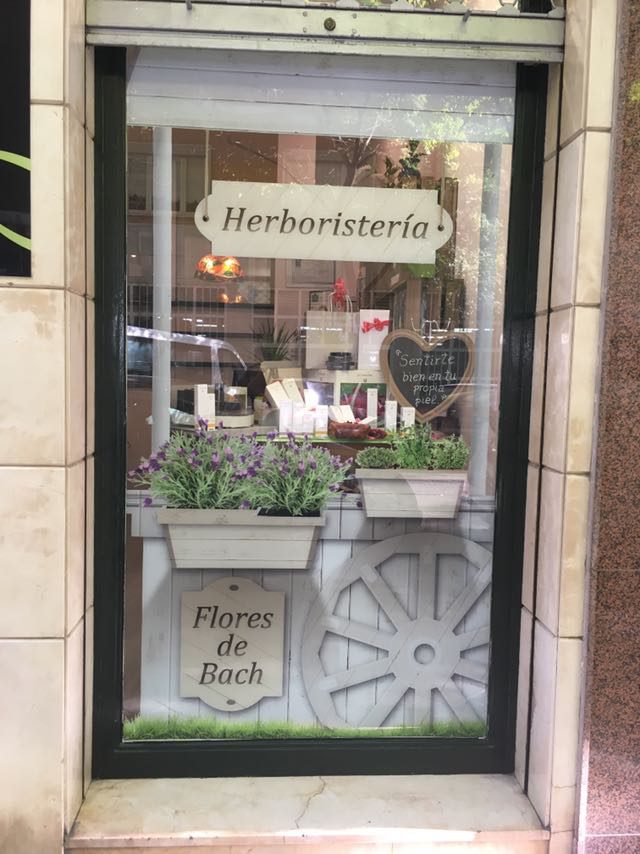 Herboristería
"Sentirte
bien en tu
propia
piel"
Flores
de
Bach